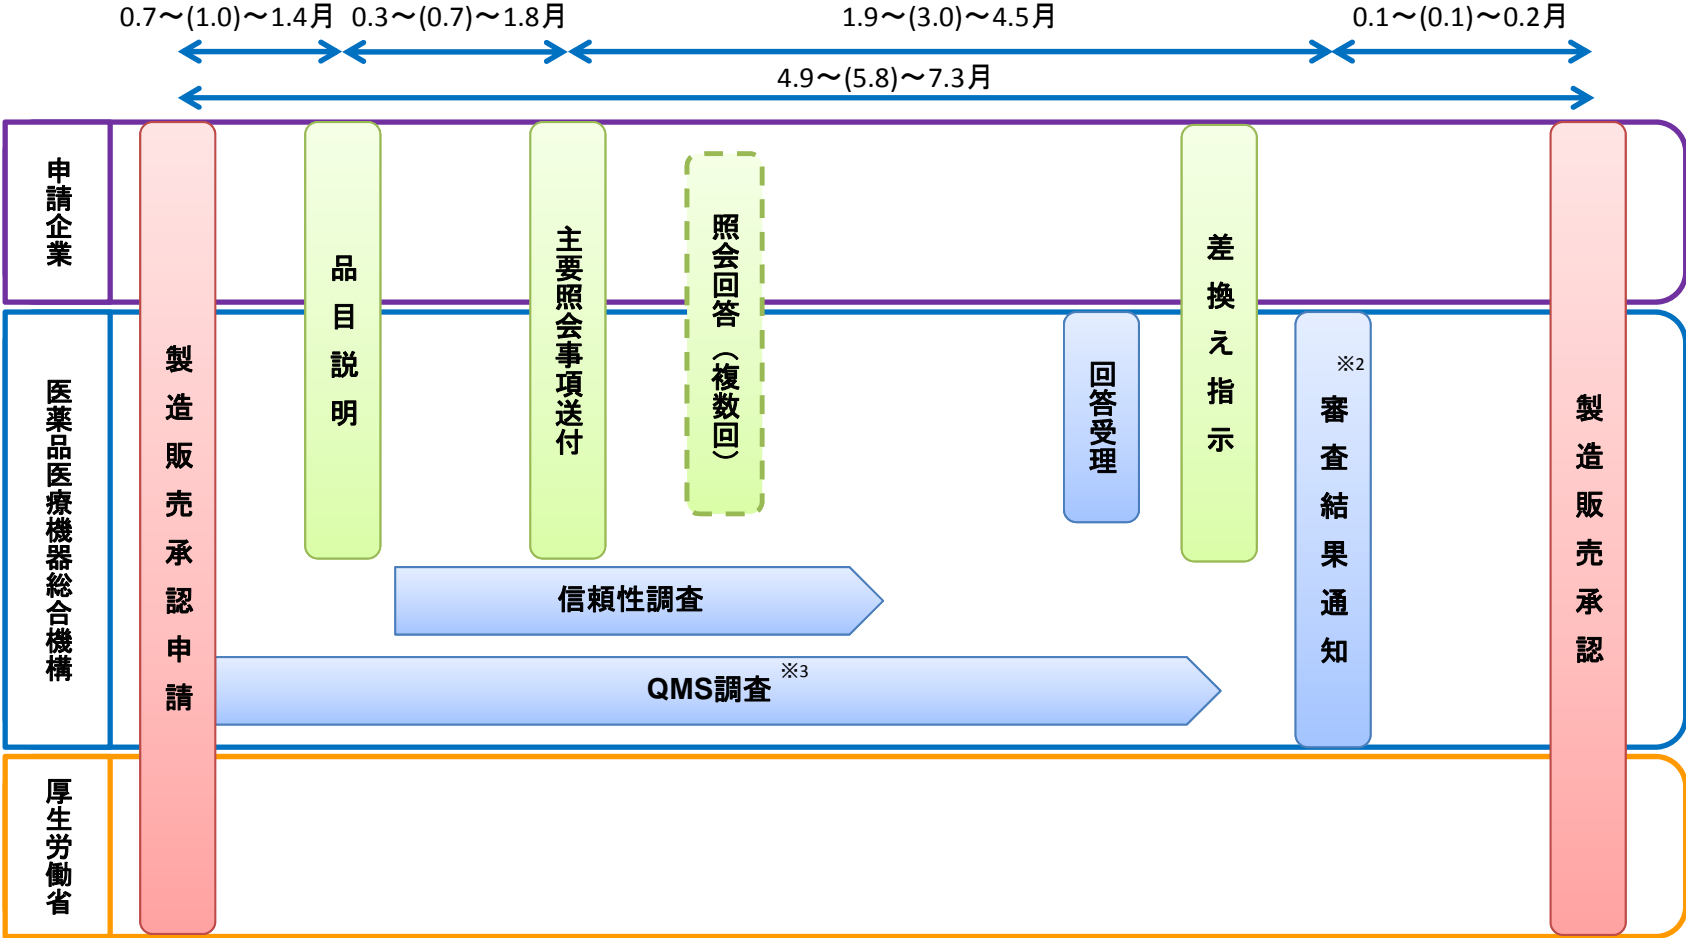 0.7～(1.0)～1.4月
0.3～(0.7)～1.8月
1.9～(3.0)～4.5月
0.1～(0.1)～0.2月
4.9～(5.8)～7.3月
申請企業
医薬品医療機器総合機構
厚生労働省
製造販売承認申請
品目説明
主要照会事項送付
照会回答（複数回）
回答受理
差換え指示
※2
審査結果通知
製造販売承認
信頼性調査
QMS調査 ※3